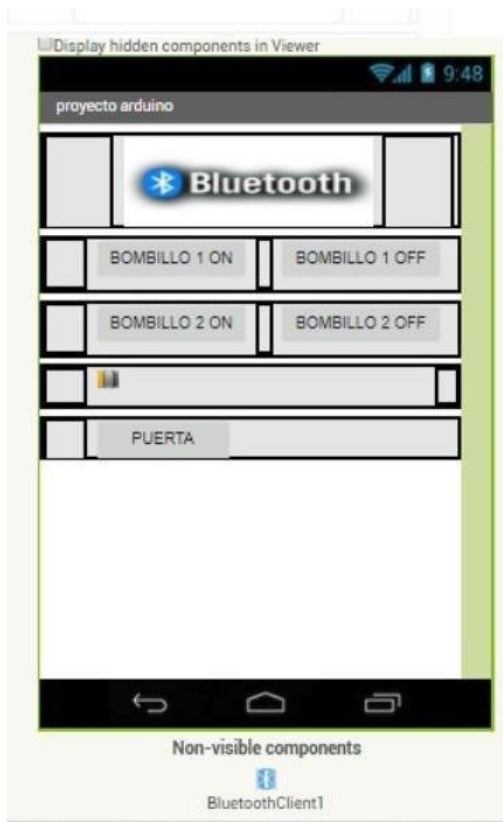 Display hidden components in Viewer
9:48
proyecto arduino
Bluetooth
BOMBILLO 1 ON BOMBILLO 1 OFF
BOMBILLO 2 ON BOMBILLO 2 OFF
PUERTA
Non-visible components
BluetoothClient1